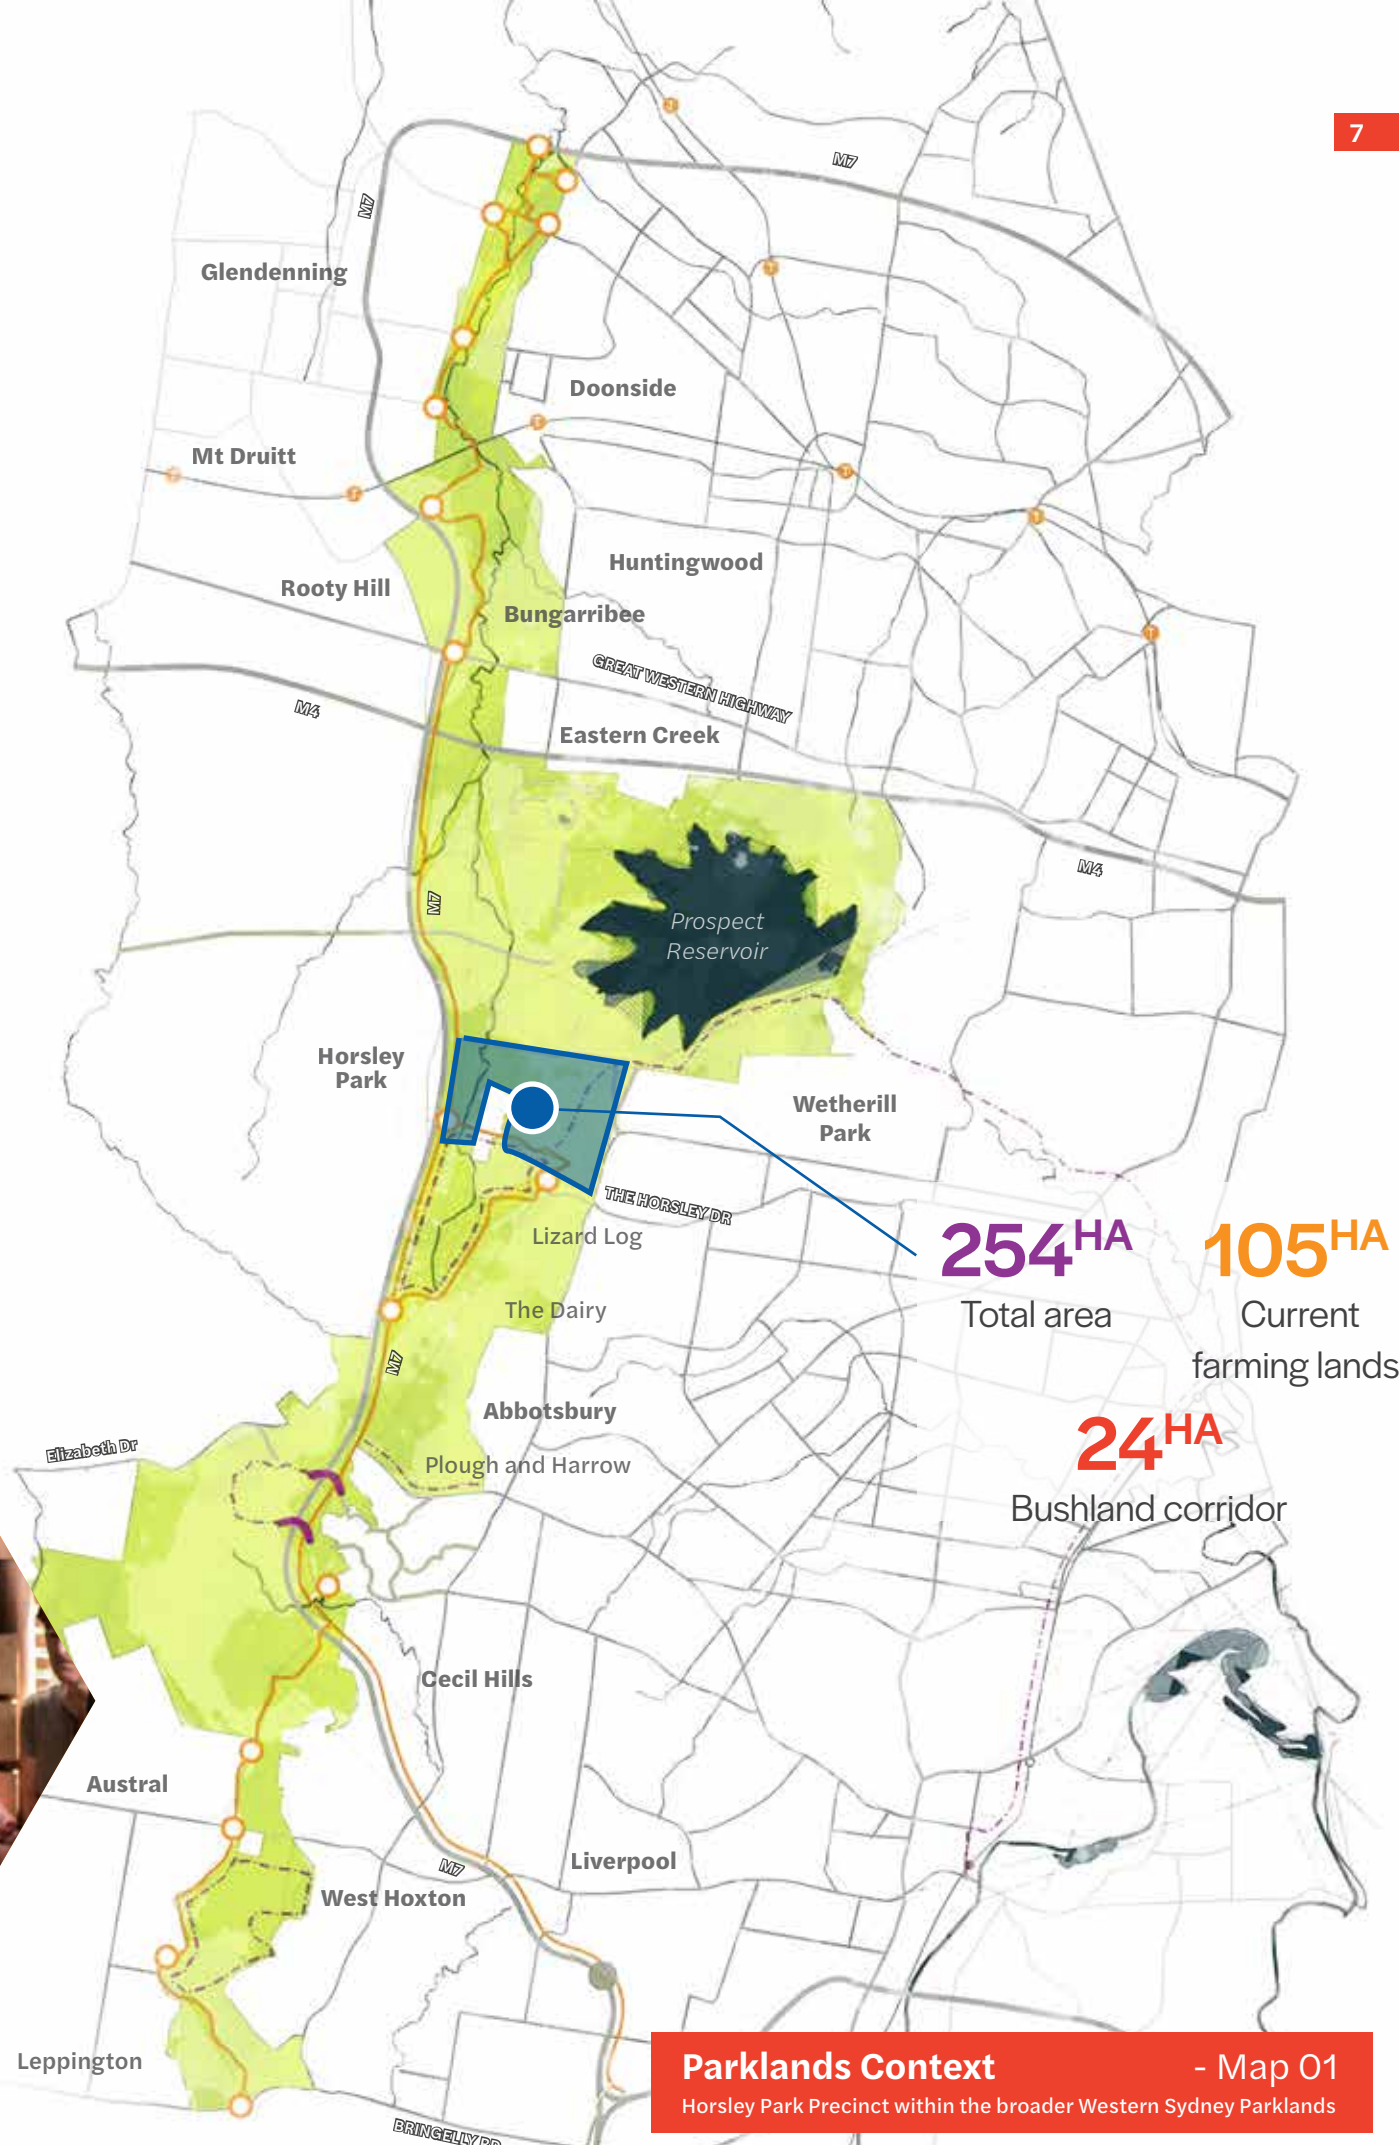 7
M7
M7
Glendenning
Doonside
Mt Druitt
Huntingwood
Rooty Hill
Bungarribee
GREAT WESTERN HIGHWAY
M4
Eastern Creek
M4
M7
Prospect
Reservoir
Horsley
Park
Wetherill
Park
THE HORSLEY DR
Lizard Log
254HA
Total area
105HA
Current
farming lands
The Dairy
M7
Abbotsbury
24HA
Bushland corridor
Elizabeth Dr
Plough and Harrow
Cecil Hills
Austral
M7
Liverpool
West Hoxton
Leppington
Parklands Context - Map 01
Horsley Park Precinct within the broader Western Sydney Parklands
BRINGELLY RD